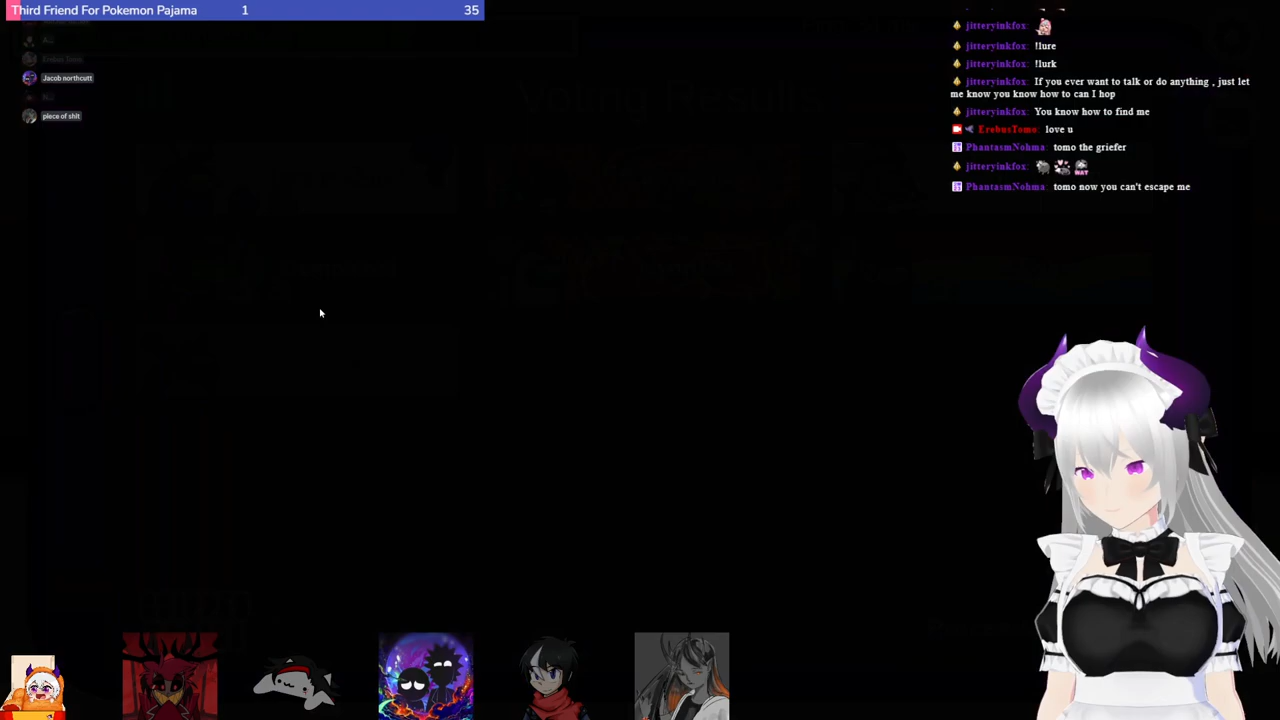 Third Friend For Pokemon Pajama 1 35
Jacob northcutt
piece of shit
jitteryinkfox:
jitteryinkfox: !lure
jitteryinkfox: !lurk
jitteryinkfox: If you ever want to talk or do anything , just let
me know you know how to can I hop
jitteryinkfox: You know how to find me
ErebusTomo: love u
PhantasmNohma: tomo the griefer
jitteryinkfox: WAY
PhantasmNohma: tomo now you can't escape me
Voting Results